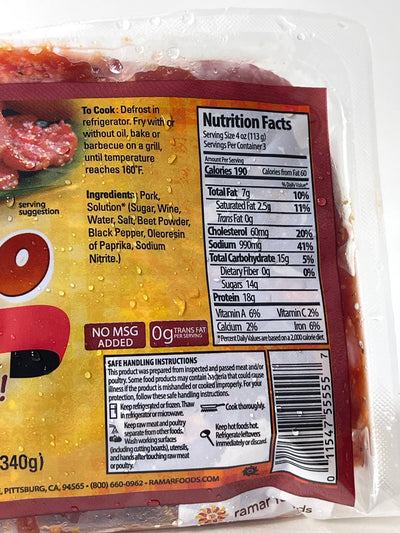 To Cook: Defrost in
refrigerator. Fry with or
without oil, bake or
barbecue on a grill,
until temperature
reaches 160°F.
serving
suggestion
Ingredients: Pork,
Solution* (Sugar, Wine,
Water, Salt, Beet Powder,
Black Pepper, Oleoresin
of Paprika, Sodium
Nitrite.)
O
!
NO MSG
ADDED
0g TRANS FAT
PER SERVING
Nutrition Facts
Serving Size 4 oz (113 g)
Servings Per Container 3
Amount Per Serving
Calories 190 Calories from Fat 60
% Daily Value*
Total Fat 7g 10%
Saturated Fat 2.5g 11%
Trans Fat 0g
Cholesterol 60mg 20%
Sodium 990mg 41%
Total Carbohydrate 15g 5%
Dietary Fiber 0g 0%
Sugars 14g
Protein 18g
Vitamin A 6% Vitamin C 2%
Calcium 2% Iron 6%
*Percent Daily Values are based on a 2,000 calorie diet.
SAFE HANDLING INSTRUCTIONS
This product was prepared from inspected and passed meat and/or
poultry. Some food products may contain bacteria that could cause
illness if the product is mishandled or cooked improperly. For your
protection, follow these safe handling instructions.
Keep refrigerated or frozen. Thaw
in refrigerator or microwave.
Cook thoroughly.
Keep raw meat and poultry
separate from other foods.
Wash working surfaces
(including cutting boards), utensils,
and hands after touching raw meat
or poultry.
Keep hot foods hot.
Refrigerate leftovers
immediately or discard.
0 11547 55555 7
(340g)
, PITTSBURG, CA. 94565 • (800) 660-0962 • RAMARFOODS.COM
ramar foods